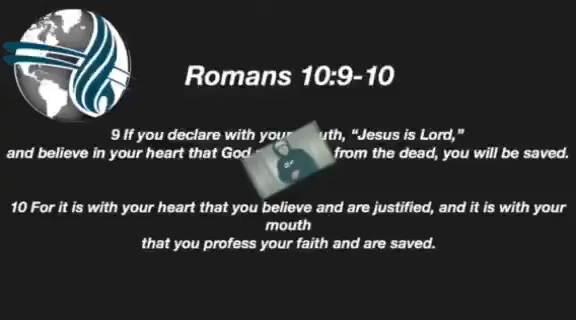 Romans 10:9-10
9 If you declare with your uth, “Jesus is Lord,”
and believe in your heart that God from the dead, you will be saved.
10 For it is with your heart that you believe and are justified, and it is with your
mouth
that you profess your faith and are saved.